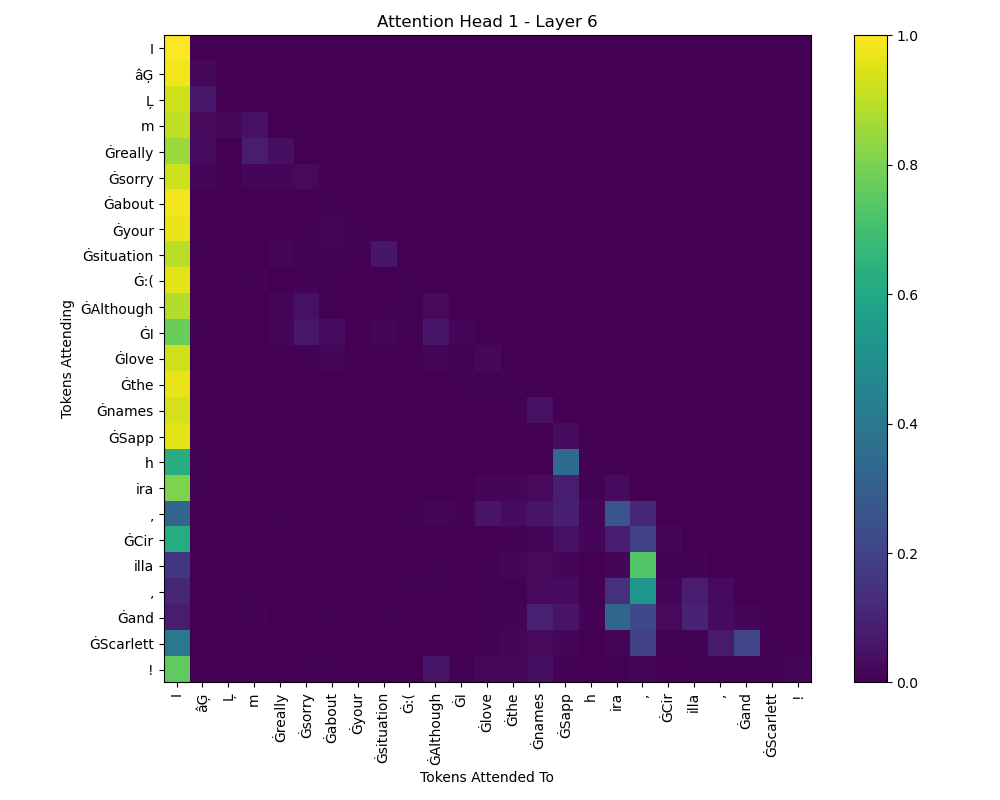 Attention Head 1 - Layer 6
Tokens Attending
I
âĢ
Ļ
m
Ġreally
Ġsorry
Ġabout
Ġyour
Ġsituation
Ġ:(
ĠAlthough
ĠI
Ġlove
Ġthe
Ġnames
ĠSapp
h
ira
,
ĠCir
illa
,
Ġand
ĠScarlett
!
I
âĢ
Ļ
m
Ġreally
Ġsorry
Ġabout
Ġyour
Ġsituation
Ġ:(
ĠAlthough
ĠI
Ġlove
Ġthe
Ġnames
ĠSapp
h
ira
,
ĠCir
illa
,
Ġand
ĠScarlett
!
Tokens Attended To
1.0
0.8
0.6
0.4
0.2
0.0